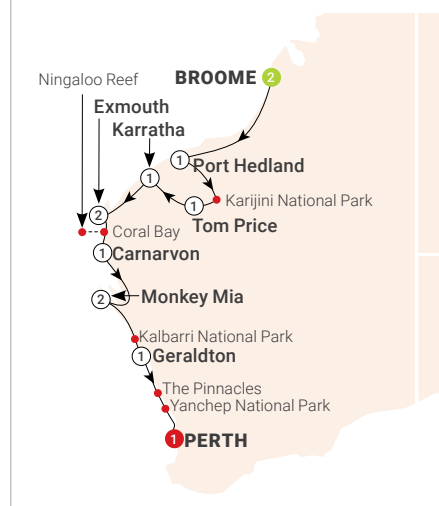 Ningaloo Reef
BROOME 2
Exmouth
Karratha
1 Port Hedland
1
Karijini National Park
1
2
Tom Price
Coral Bay
1 Carnarvon
2 Monkey Mia
Kalbarri National Park
1 Geraldton
The Pinnacles
Yanchep National Park
1 PERTH